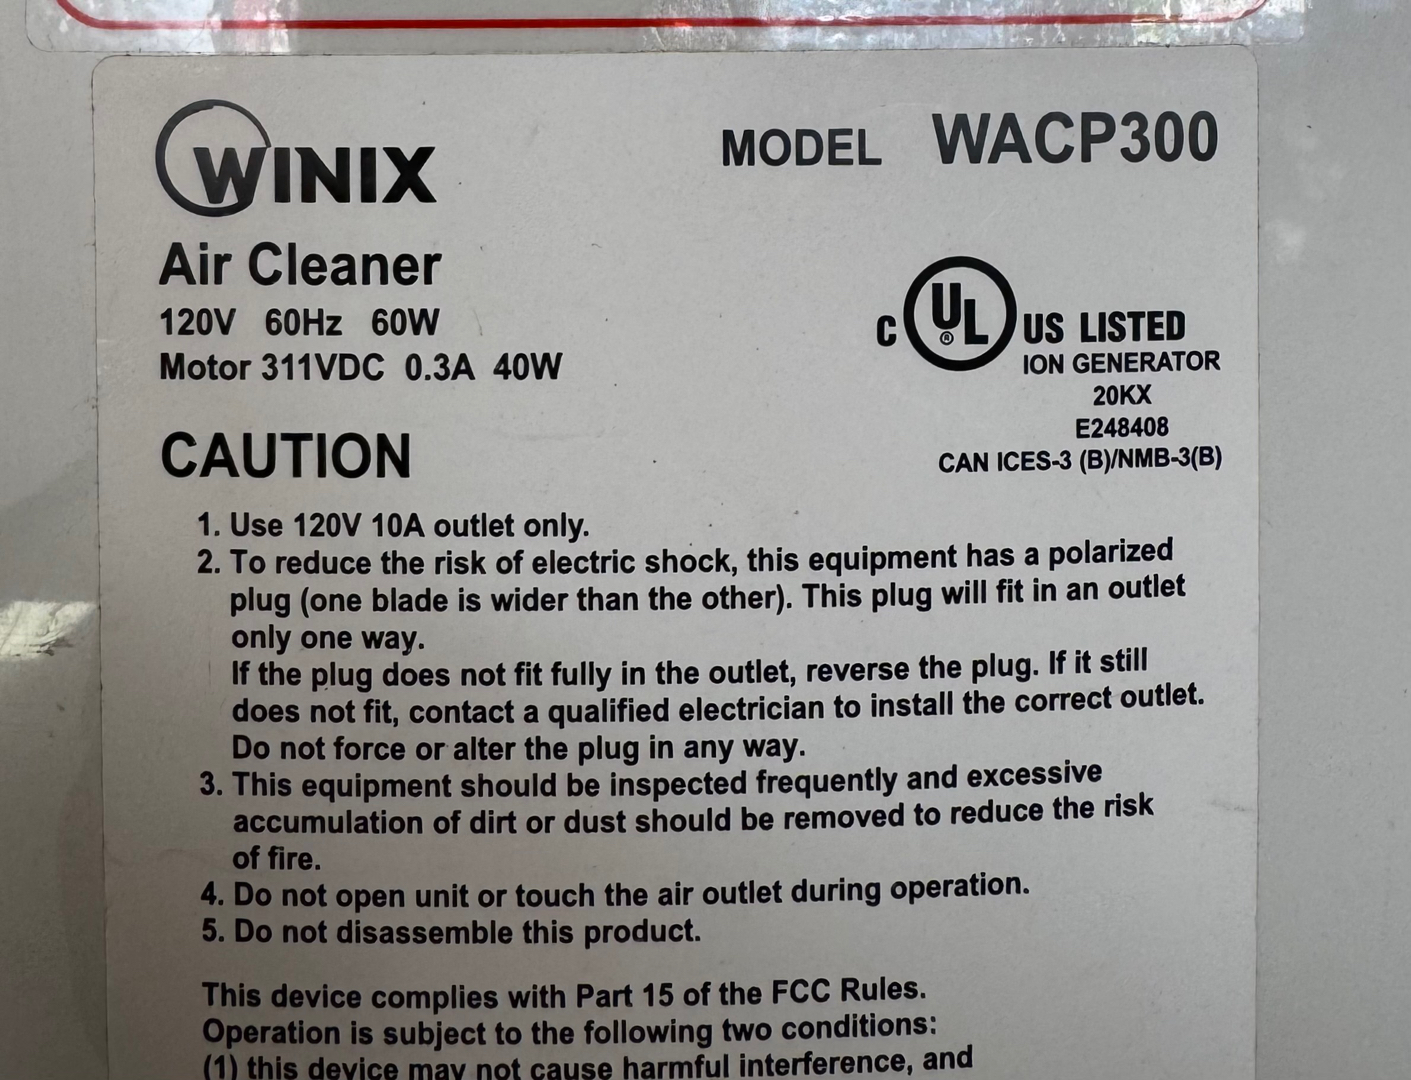 WINIX
MODEL WACP300
Air Cleaner
120V 60Hz 60W
Motor 311VDC 0.3A 40W
C UL ® US LISTED
ION GENERATOR
20KX
E248408
CAN ICES-3 (B)/NMB-3(B)
CAUTION
1. Use 120V 10A outlet only.
2. To reduce the risk of electric shock, this equipment has a polarized
plug (one blade is wider than the other). This plug will fit in an outlet
only one way.
If the plug does not fit fully in the outlet, reverse the plug. If it still
does not fit, contact a qualified electrician to install the correct outlet.
Do not force or alter the plug in any way.
3. This equipment should be inspected frequently and excessive
accumulation of dirt or dust should be removed to reduce the risk
of fire.
4. Do not open unit or touch the air outlet during operation.
5. Do not disassemble this product.
This device complies with Part 15 of the FCC Rules.
Operation is subject to the following two conditions:
(1) this device may not cause harmful interference, and